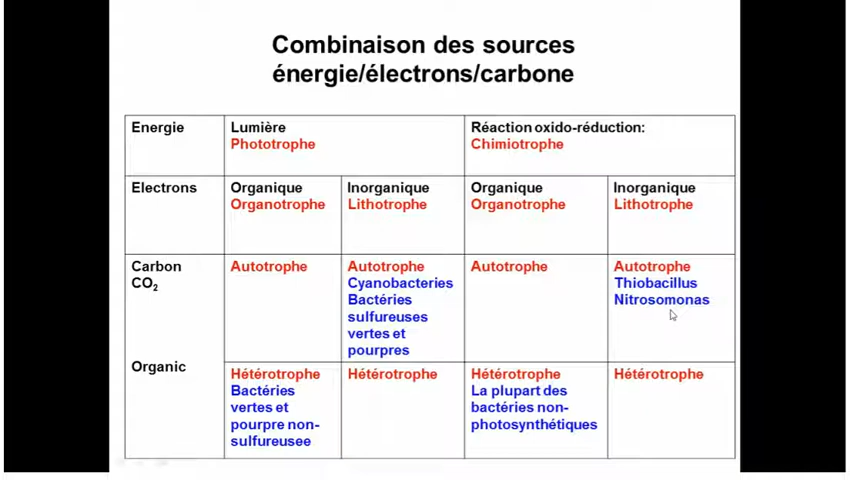 Combinaison des sources
énergie/électrons/carbone
Energie
Lumière
Phototrophe
Réaction oxido-réduction:
Chimiotrophe
Electrons
Organique
Organotrophe
Inorganique
Lithotrophe
Organique
Organotrophe
Inorganique
Lithotrophe
Carbon
CO2
Autotrophe
Autotrophe
Cyanobacteries
Bactéries
sulfureuses
vertes et
pourpres
Autotrophe
Autotrophe
Thiobacillus
Nitrosomonas
Organic
Hétérotrophe
Bactéries
vertes et
pourpre non-
sulfureusee
Hétérotrophe
Hétérotrophe
La plupart des
bactéries non-
photosynthétiques
Hétérotrophe